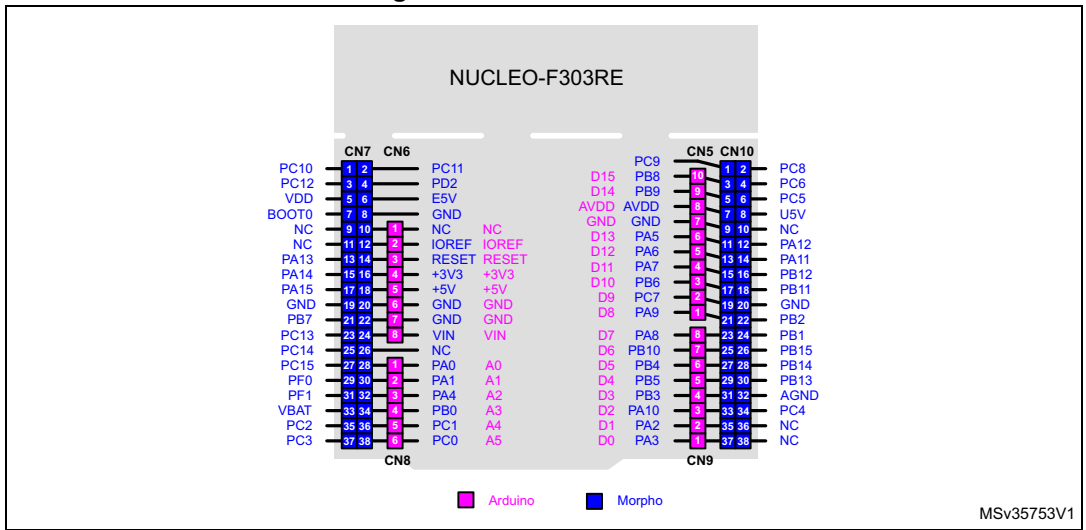 NUCLEO-F303RE
CN7 CN6 CN5 CN10
PC9
PC10 1 2 PC11 1 2 PC8
PC12 3 4 PD2 D15 PB8 10 3 4 PC6
VDD 5 6 E5V D14 PB9 9 5 6 PC5
BOOT0 7 8 GND AVDD AVDD 8 7 8 U5V
NC 9 10 1 NC NC GND GND 7 9 10 NC
NC 11 12 2 IOREF IOREF D13 PA5 6 11 12 PA12
PA13 13 14 3 RESET RESET D12 PA6 5 13 14 PA11
PA14 15 16 4 +3V3 +3V3 D11 PA7 4 15 16 PB12
PA15 17 18 5 +5V +5V D10 PB6 3 17 18 PB11
GND 19 20 6 GND GND D9 PC7 2 19 20 GND
PB7 21 22 7 GND GND D8 PA9 1 21 22 PB2
PC13 23 24 8 VIN VIN D7 PA8 8 23 24 PB1
PC14 25 26 NC D6 PB10 7 25 26 PB15
PC15 27 28 1 PA0 A0 D5 PB4 6 27 28 PB14
PF0 29 30 2 PA1 A1 D4 PB5 5 29 30 PB13
PF1 31 32 3 PA4 A2 D3 PB3 4 31 32 AGND
VBAT 33 34 4 PB0 A3 D2 PA10 3 33 34 PC4
PC2 35 36 5 PC1 A4 D1 PA2 2 35 36 NC
PC3 37 38 6 PC0 A5 D0 PA3 1 37 38 NC
CN8 CN9
Arduino Morpho
MSv35753V1